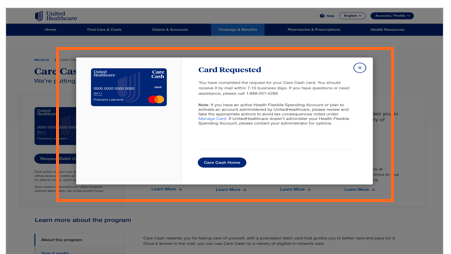 United
Healthcare
Help
English
Account / Profile
Home
Find Care & Costs
Claims & Accounts
Coverage & Benefits
Pharmacies & Prescriptions
Health Resources
Medical
Care Cas
We're putting
United
Healthcare
Care
Cash
0000 0000 0000 0000
Card Requested
You have completed the request for your Care Cash card. You should
receive it by mail within 7-10 business days. If you have questions or need
assistance, please call
Note: If you have an active Health Flexible Spending Account or plan to
activate an account administered by UnitedHealthcare, please review and
take the appropriate actions to avoid tax consequences noted under
Manage Card. If UnitedHealthcare doesn't administer your Health Flexible
Spending Account, please contact your administrator for options.
Care Cash Home
Learn More
Learn More
Learn More
Learn More
Learn more about the program
About the program
Care Cash rewards you for taking care of yourself, with a preloaded debit card that guides you to better care and pays for it.
Once it arrives in the mail, you can use Care Cash on a variety of eligible in-network care.
How it works